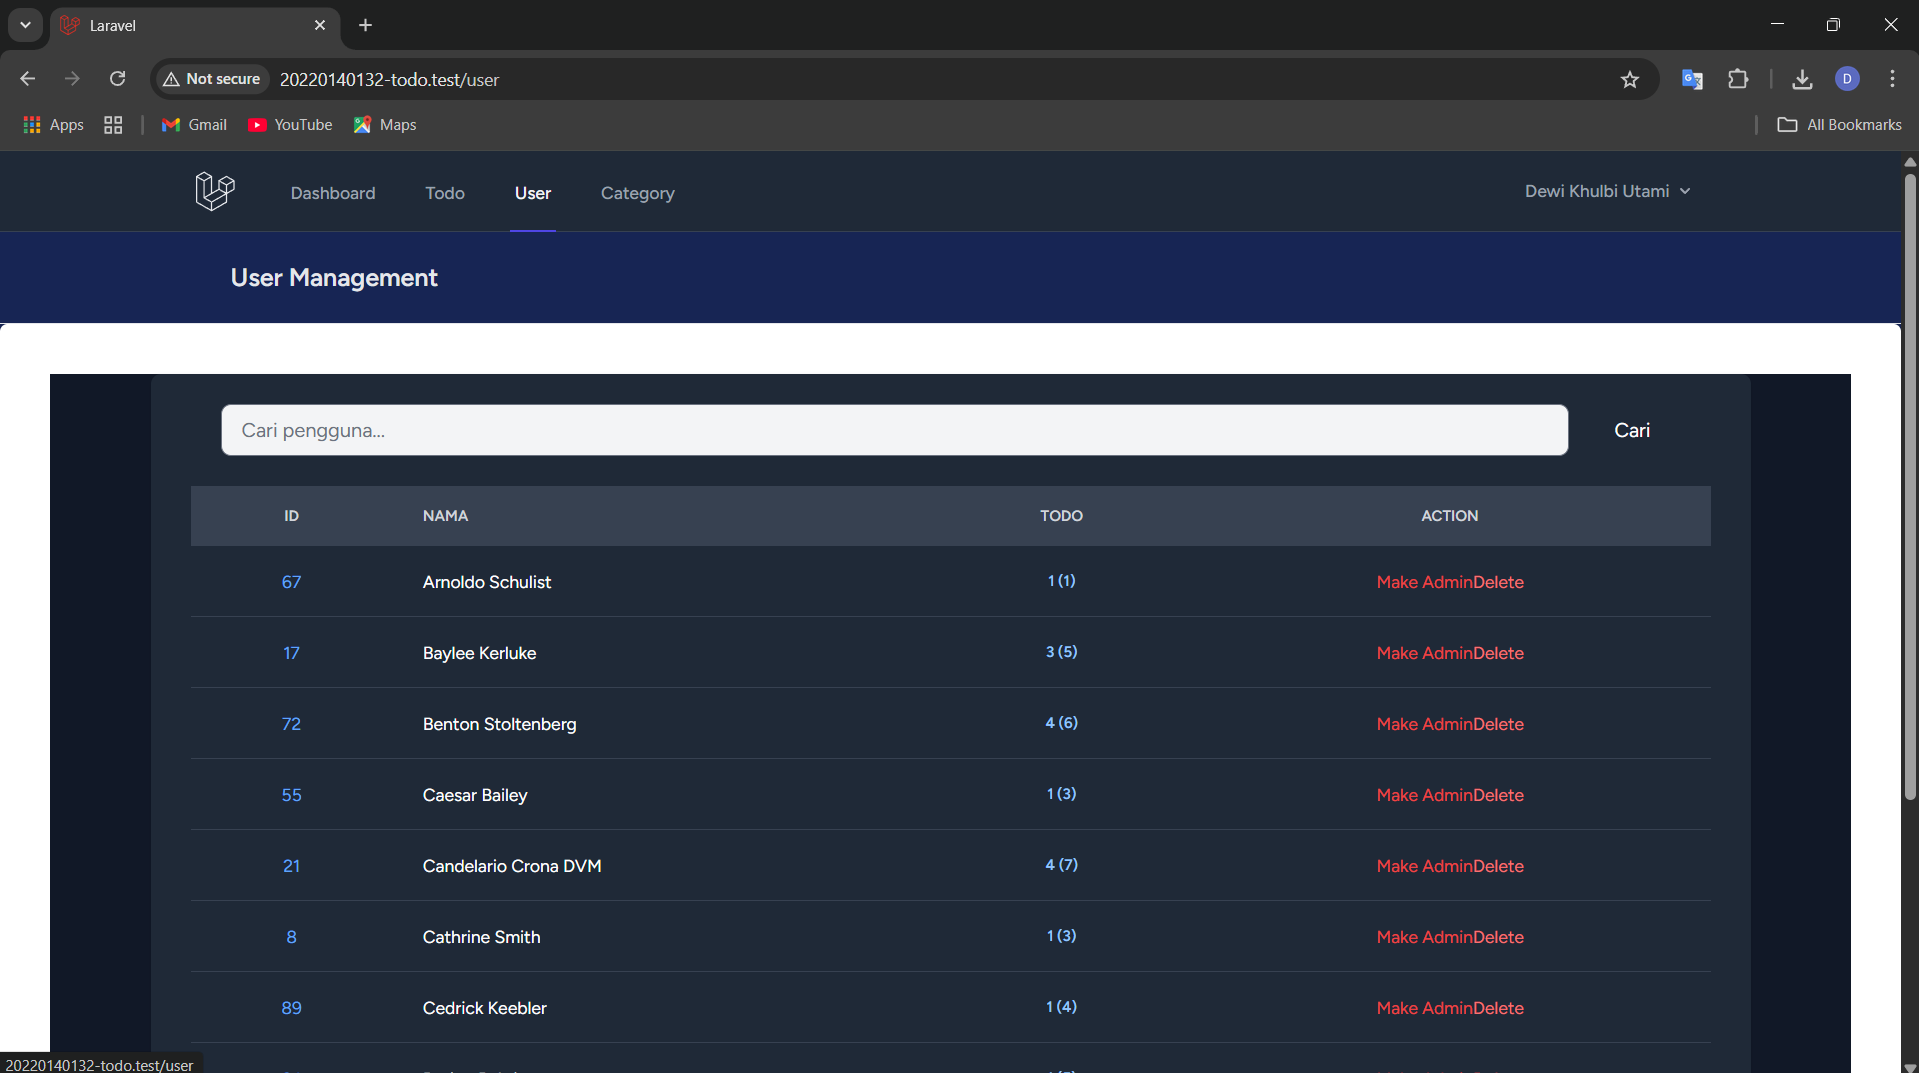 Laravel
Not secure 20220140132-todo.test/user
Apps Gmail YouTube Maps All Bookmarks
Dashboard Todo User Category Dewi Khulbi Utami
User Management
Cari pengguna... Cari
ID NAMA TODO ACTION
67 Arnoldo Schulist 1 (1) Make AdminDelete
17 Baylee Kerluke 3 (5) Make AdminDelete
72 Benton Stoltenberg 4 (6) Make AdminDelete
55 Caesar Bailey 1 (3) Make AdminDelete
21 Candelario Crona DVM 4 (7) Make AdminDelete
8 Cathrine Smith 1 (3) Make AdminDelete
89 Cedrick Keebler 1 (4) Make AdminDelete
20220140132-todo.test/user